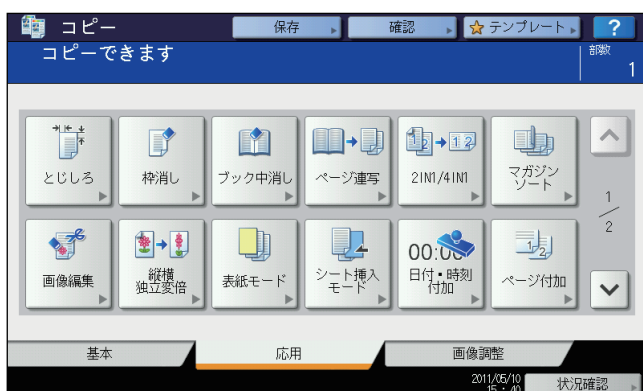 コピー
保存
確認
テンプレート
?
コピーできます
部数
1
とじしろ
枠消し
ブック中消し
ページ連写
2IN1/4IN1
マガジン
ソート
1
2
画像編集
縦横
独立変倍
表紙モード
シート挿入
モード
00:00
日付・時刻
付加
ページ付加
基本
応用
画像調整
2011/05/10
15:40
状況確認